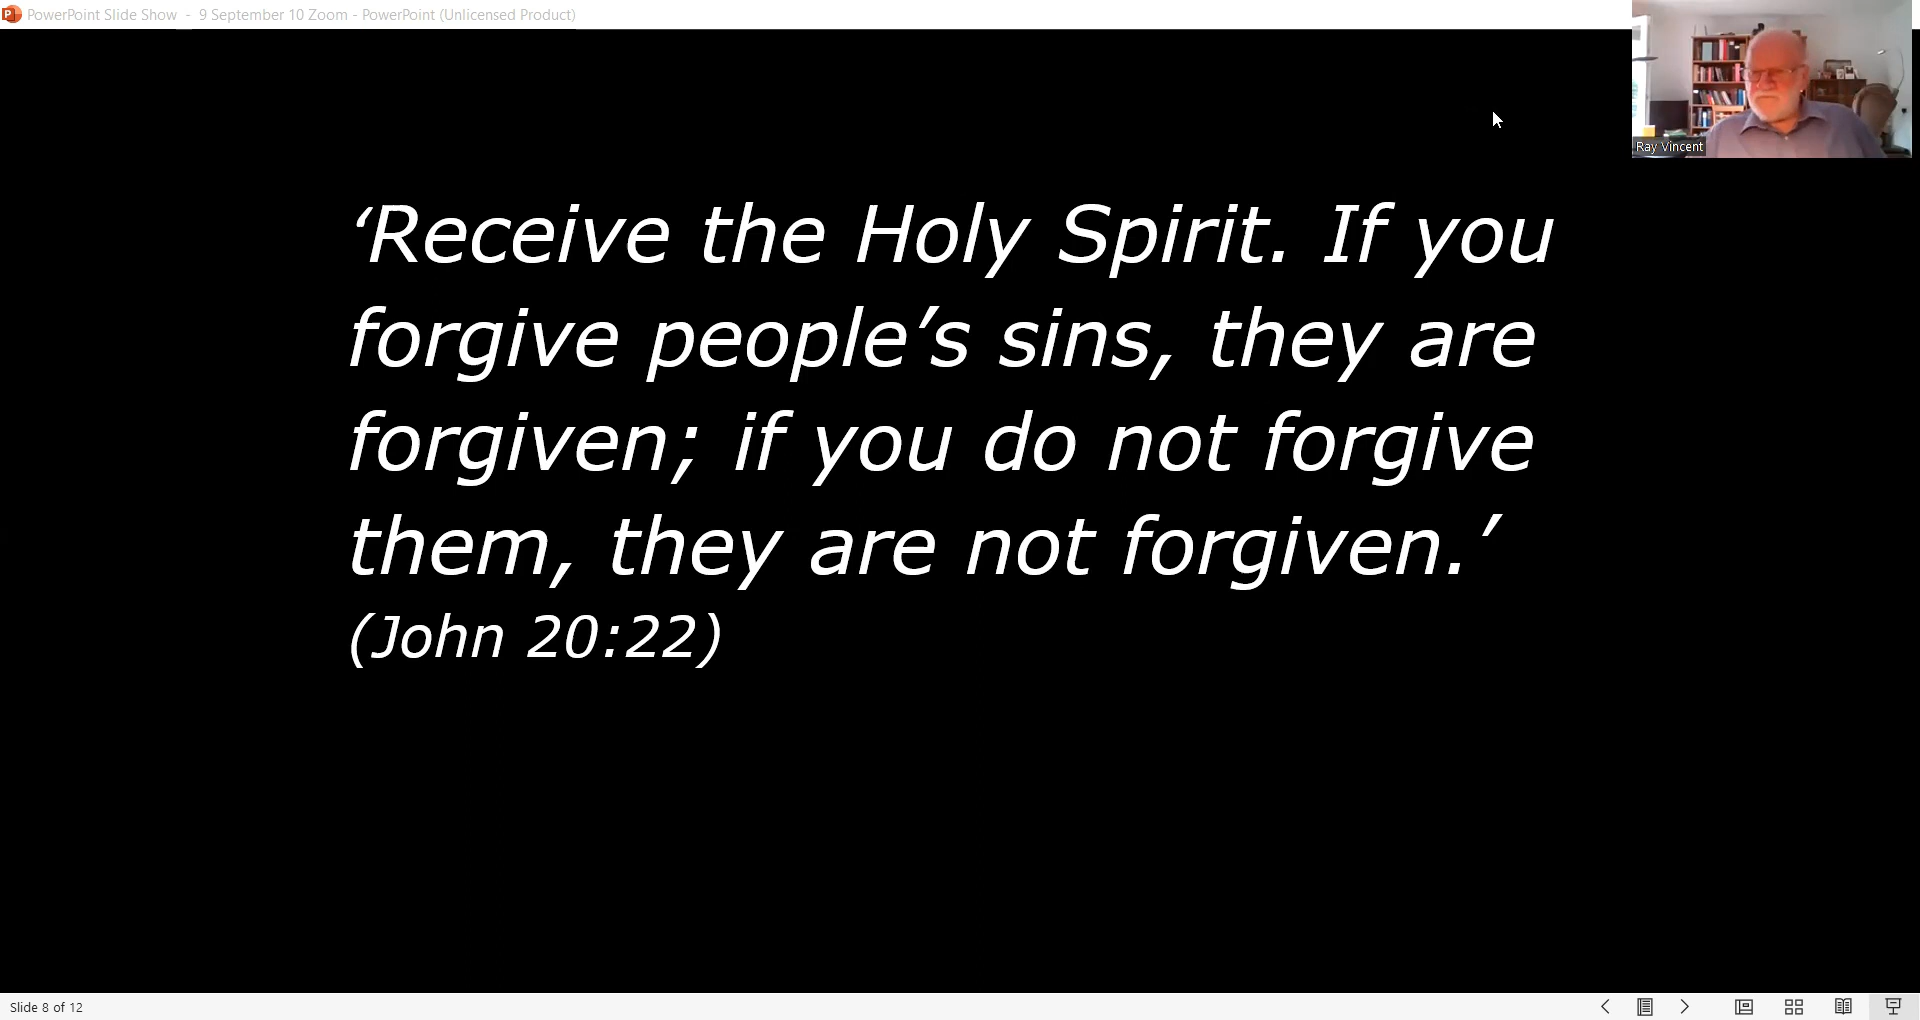 PowerPoint Slide Show - 9 September 10 Zoom - PowerPoint (Unlicensed Product)
Ray Vincent
‘Receive the Holy Spirit. If you
forgive people’s sins, they are
forgiven; if you do not forgive
them, they are not forgiven.’
(John 20:22)
Slide 8 of 12